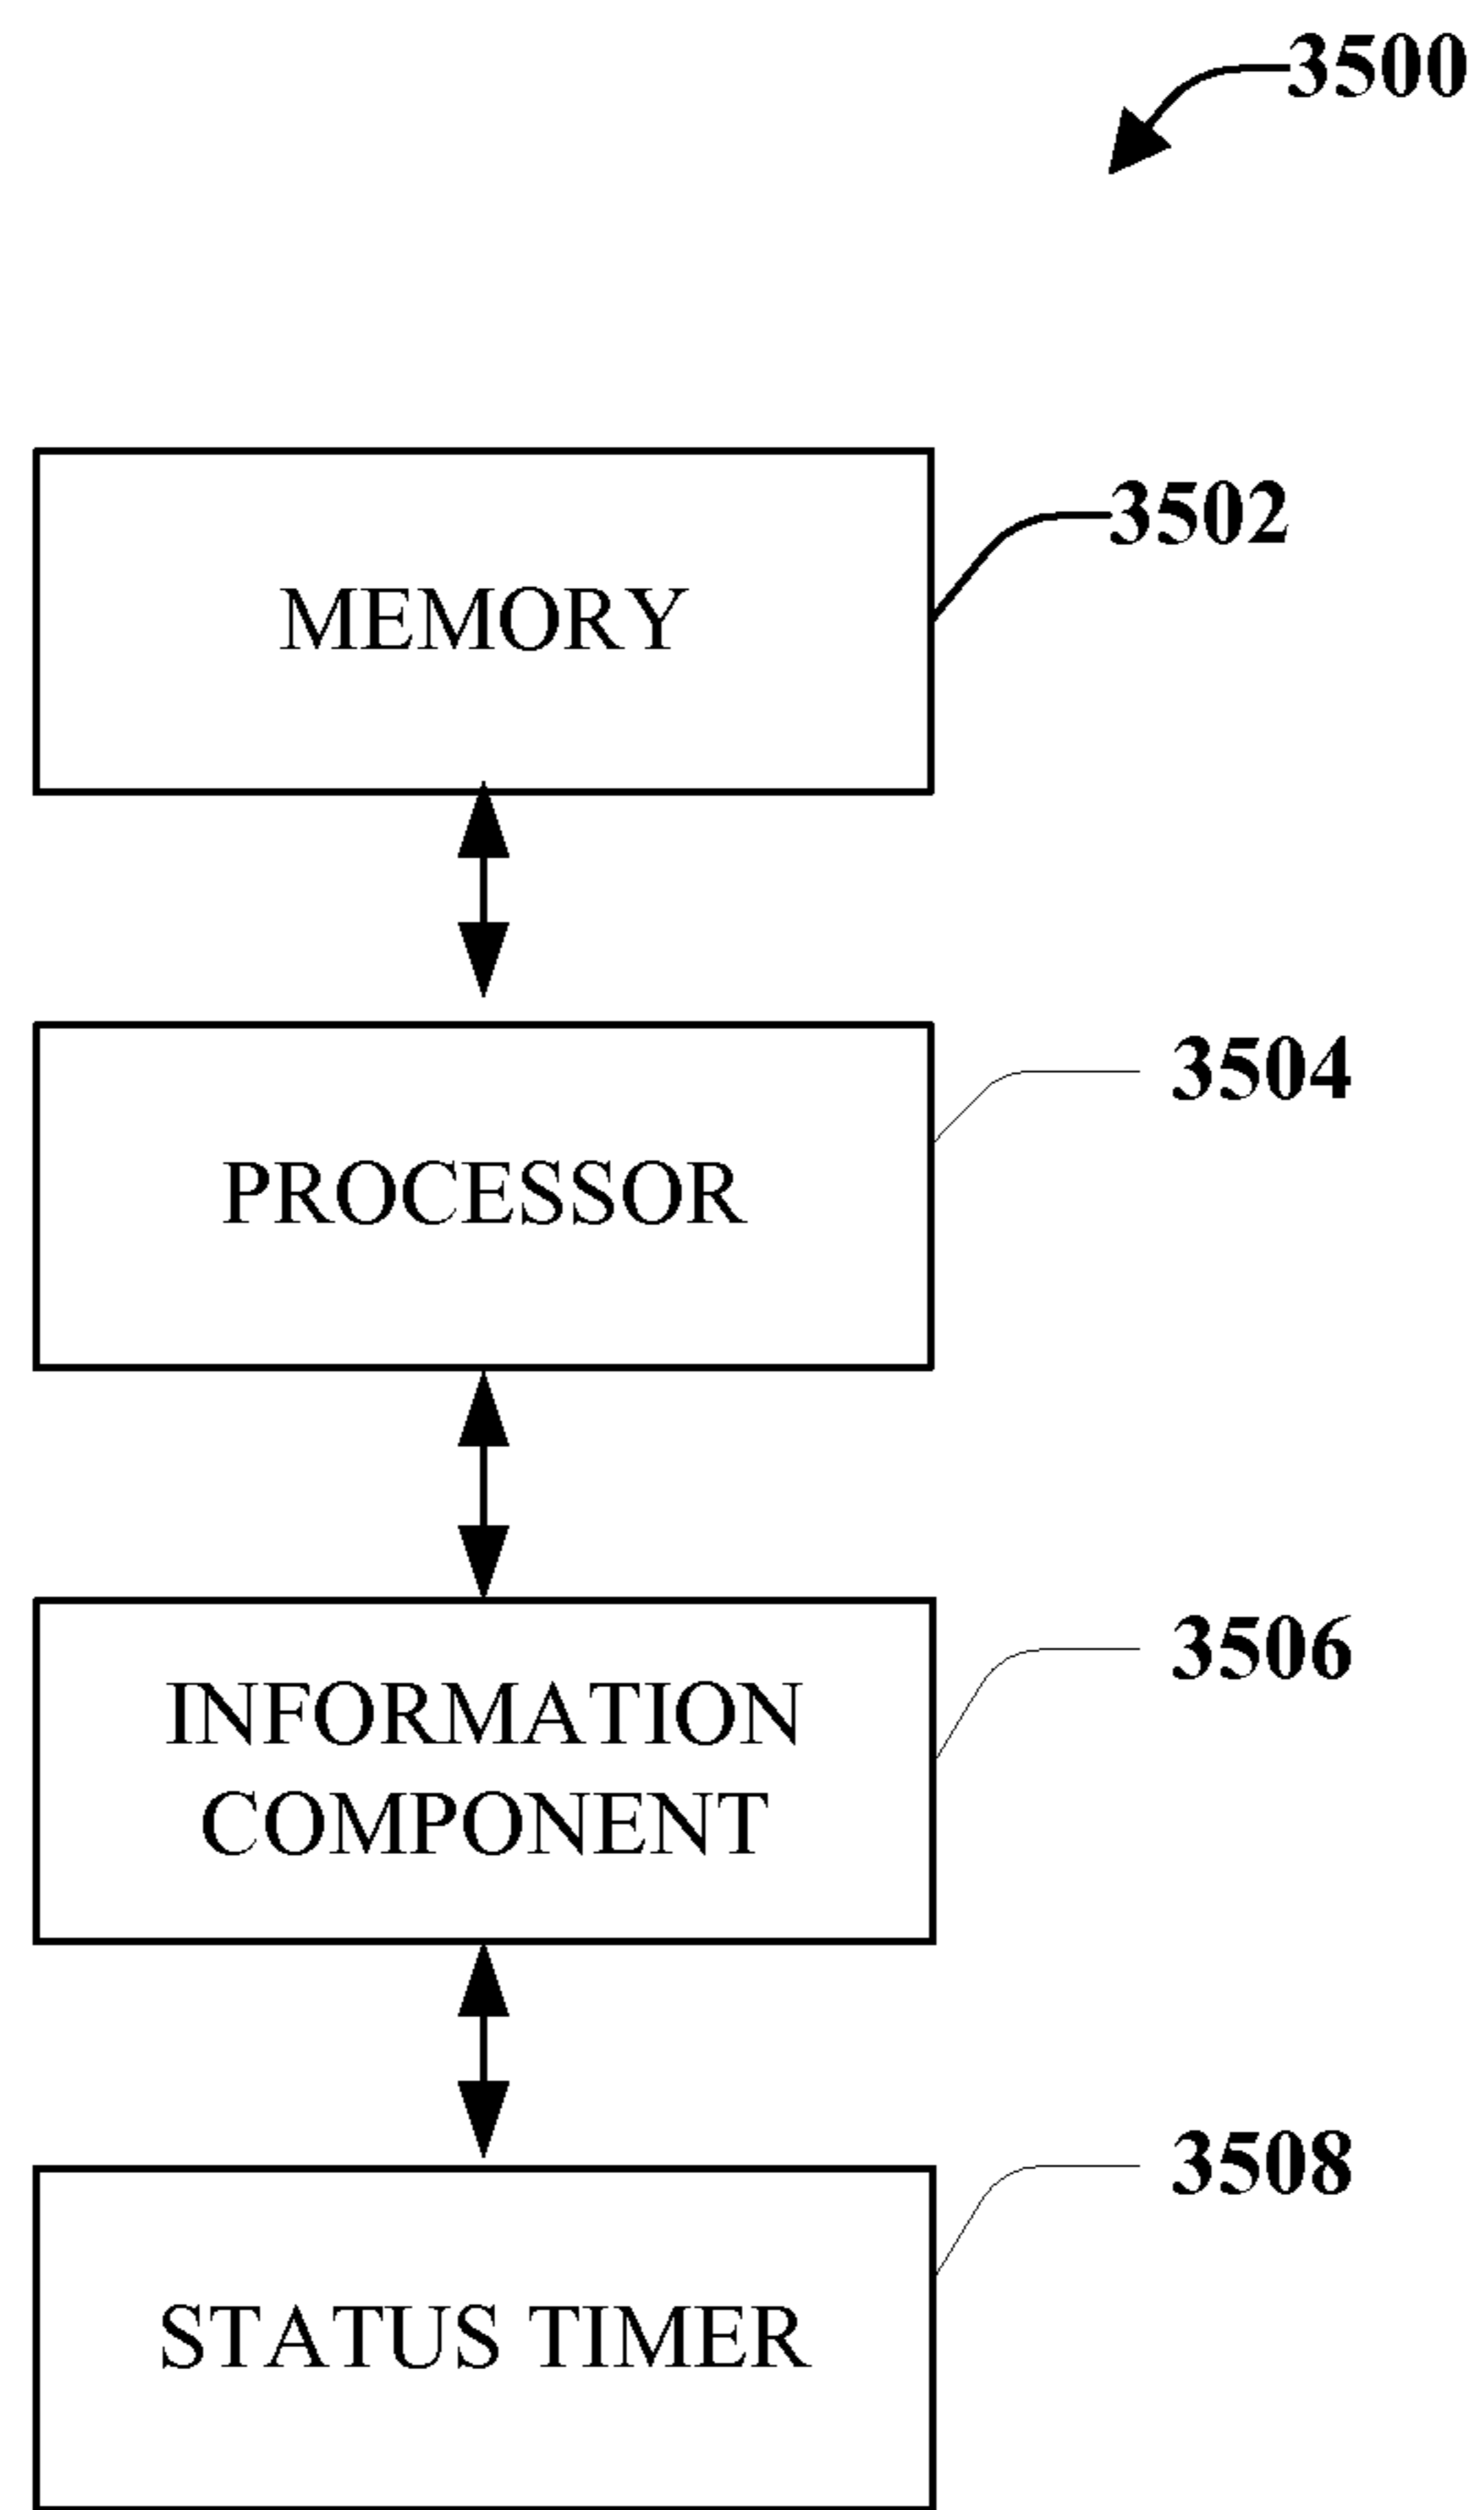 3500
3502
MEMORY
3504
PROCESSOR
3506
INFORMATION
COMPONENT
3508
STATUS TIMER